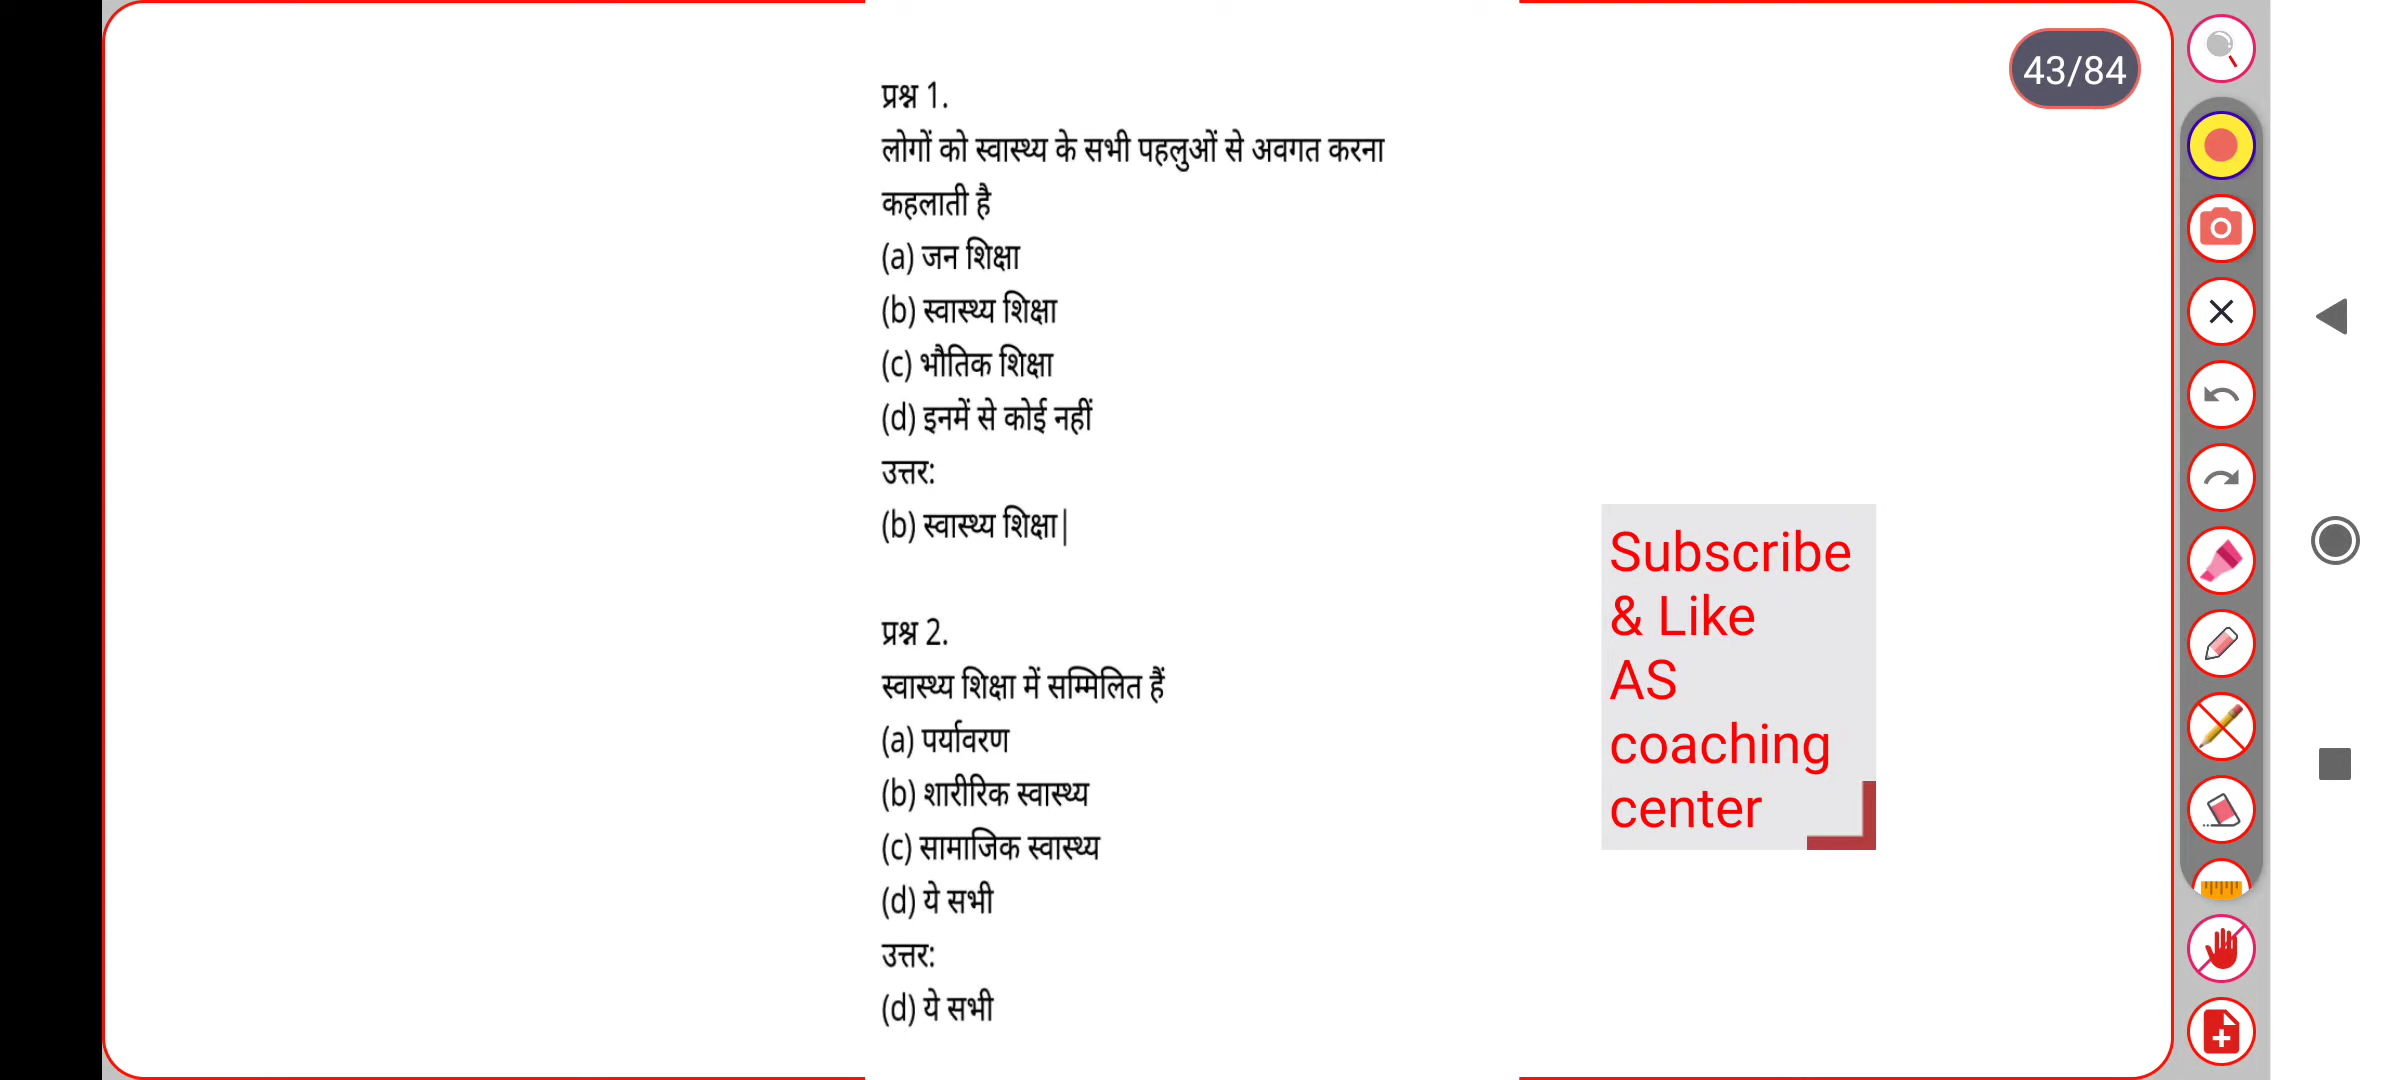 43/84
प्रश्न 1.
लोगों को स्वास्थ्य के सभी पहलुओं से अवगत करना
कहलाती है
(a) जन शिक्षा
(b) स्वास्थ्य शिक्षा
(c) भौतिक शिक्षा
(d) इनमें से कोई नहीं
उत्तर:
(b) स्वास्थ्य शिक्षा|
प्रश्न 2.
स्वास्थ्य शिक्षा में सम्मिलित हैं
(a) पर्यावरण
(b) शारीरिक स्वास्थ्य
(c) सामाजिक स्वास्थ्य
(d) ये सभी
उत्तर:
(d) ये सभी
Subscribe
& Like
AS
coaching
center